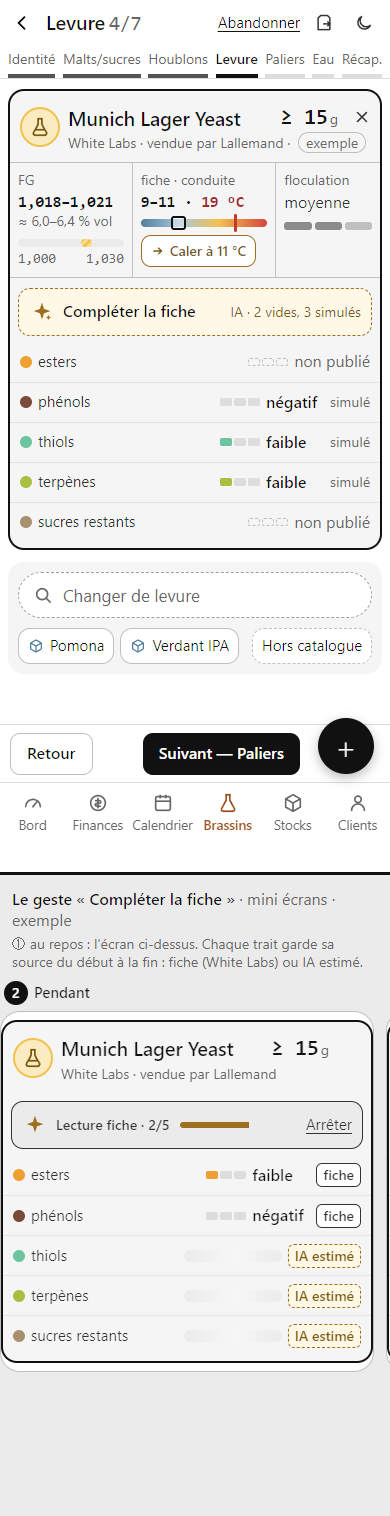 Levure 4/7
Abandonner
Identité Malts/sucres Houblons Levure Paliers Eau Récap.
Munich Lager Yeast
≥ 15 g
White Labs · vendue par Lallemand · exemple
FG
1,018–1,021
≈ 6,0–6,4 % vol
1,000 1,030
fiche · conduite
9–11 · 19 °C
→ Caler à 11 °C
floculation
moyenne
Compléter la fiche IA · 2 vides, 3 simulés
esters non publié
phénols négatif simulé
thiols faible simulé
terpènes faible simulé
sucres restants non publié
Changer de levure
Pomona Verdant IPA Hors catalogue
Retour Suivant — Paliers +
Bord Finances Calendrier Brassins Stocks Clients
Le geste « Compléter la fiche » · mini écrans ·
exemple
① au repos : l'écran ci-dessus. Chaque trait garde sa
source du début à la fin : fiche (White Labs) ou IA estimé.
2 Pendant
Munich Lager Yeast ≥ 15 g
White Labs · vendue par Lallemand
Lecture fiche · 2/5 Arrêter
esters faible fiche
phénols négatif fiche
thiols IA estimé
terpènes IA estimé
sucres restants IA estimé